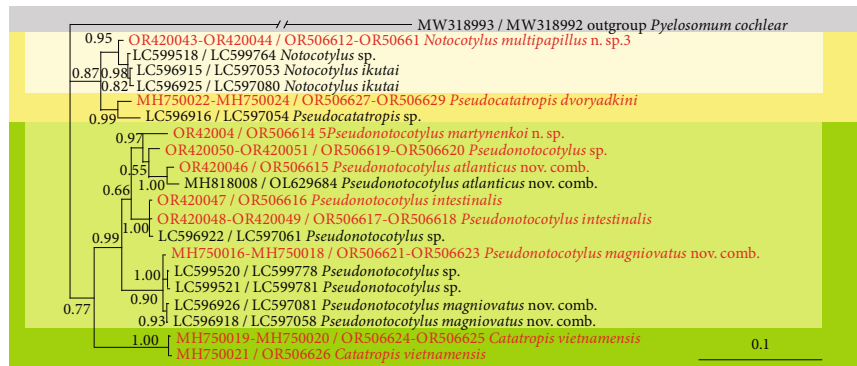 MW318993 / MW318992 outgroup Pyelosomum cochlear
0.95
OR420043-OR420044 / OR506612-OR50661 Notocotylus multipapillus n. sp.3
LC599518 / LC599764 Notocotylus sp.
0.87
0.98
LC596915 / LC597053 Notocotylus ikutai
0.82
LC596925 / LC597080 Notocotylus ikutai
MH750022-MH750024 / OR506627-OR506629 Pseudocatatropis dvoryadkini
0.99
LC596916 / LC597054 Pseudocatatropis sp.
0.97
OR42004 / OR506614 5Pseudonotocotylus martynenkoi n. sp.
OR420050-OR420051 / OR506619-OR506620 Pseudonotocotylus sp.
0.55
OR420046 / OR506615 Pseudonotocotylus atlanticus nov. comb.
1.00
MH818008 / OL629684 Pseudonotocotylus atlanticus nov. comb.
0.66
OR420047 / OR506616 Pseudonotocotylus intestinalis
OR420048-OR420049 / OR506617-OR506618 Pseudonotocotylus intestinalis
1.00
LC596922 / LC597061 Pseudonotocotylus sp.
0.99
MH750016-MH750018 / OR506621-OR506623 Pseudonotocotylus magniovatus nov. comb.
1.00
LC599520 / LC599778 Pseudonotocotylus sp.
LC599521 / LC599781 Pseudonotocotylus sp.
0.90
LC596926 / LC597081 Pseudonotocotylus magniovatus nov. comb.
0.77
0.93
LC596918 / LC597058 Pseudonotocotylus magniovatus nov. comb.
1.00
MH750019-MH750020 / OR506624-OR506625 Catatropis vietnamensis
MH750021 / OR506626 Catatropis vietnamensis
0.1